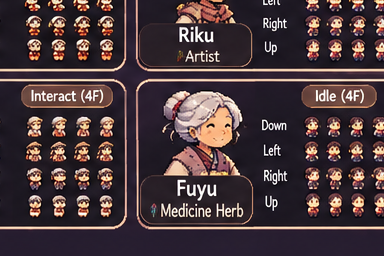 Left
Right
Up
Riku
Artist
Interact (4F)
Fuyu
Medicine Herb
Down
Left
Right
Up
Idle (4F)